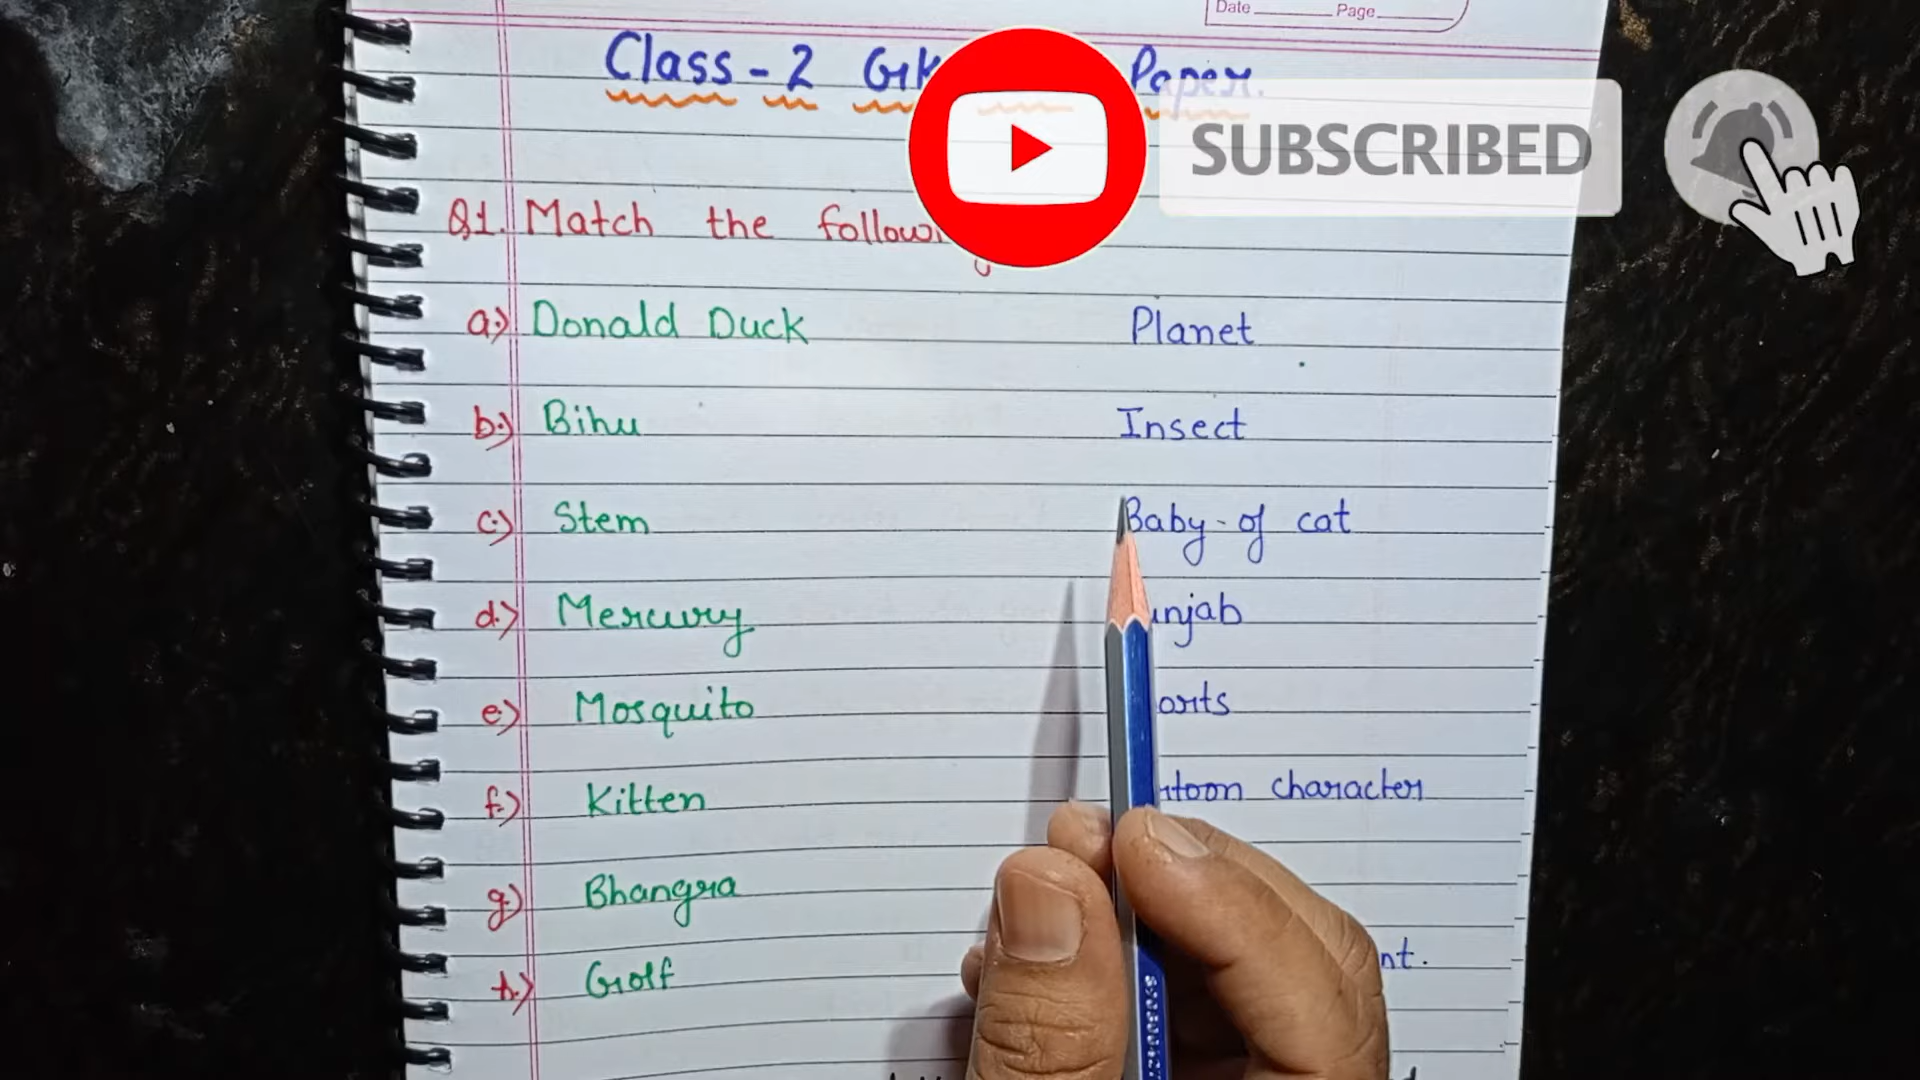 Date Page
Class - 2 GK Paper.
SUBSCRIBED
Q1. Match the
a.) Donald Duck Planet
b.) Bihu Insect
c.) Stem Baby - of cat
d.) Mercury
e.) Mosquito
f.) Kitten character
g.) Bhangra
h.) Golf